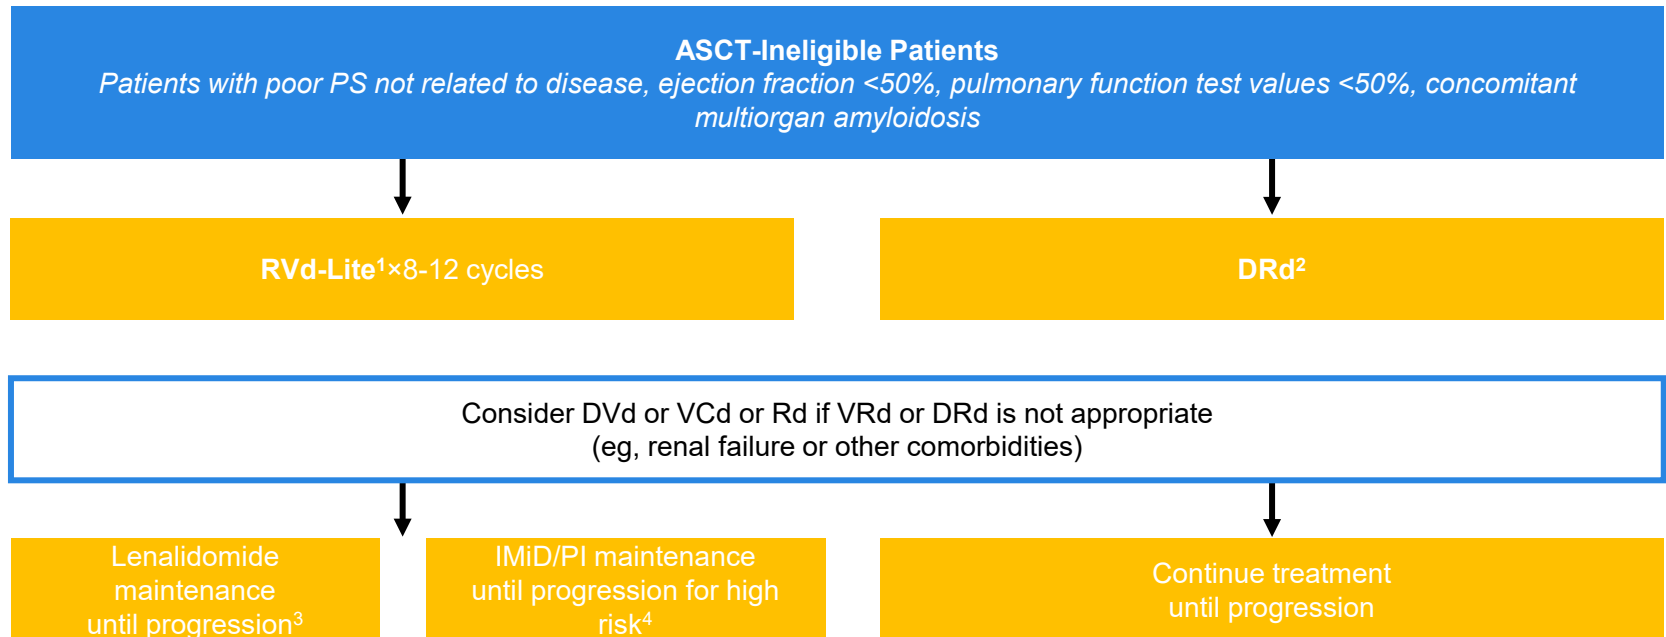 ASCT-Ineligible Patients
Patients with poor PS not related to disease, ejection fraction <50%, pulmonary function test values <50%, concomitant
multiorgan amyloidosis
RVd-Lite¹×8-12 cycles
DRd²
Consider DVd or VCd or Rd if VRd or DRd is not appropriate
(eg, renal failure or other comorbidities)
Lenalidomide
maintenance
until progression³
IMiD/PI maintenance
until progression for high
risk⁴
Continue treatment
until progression